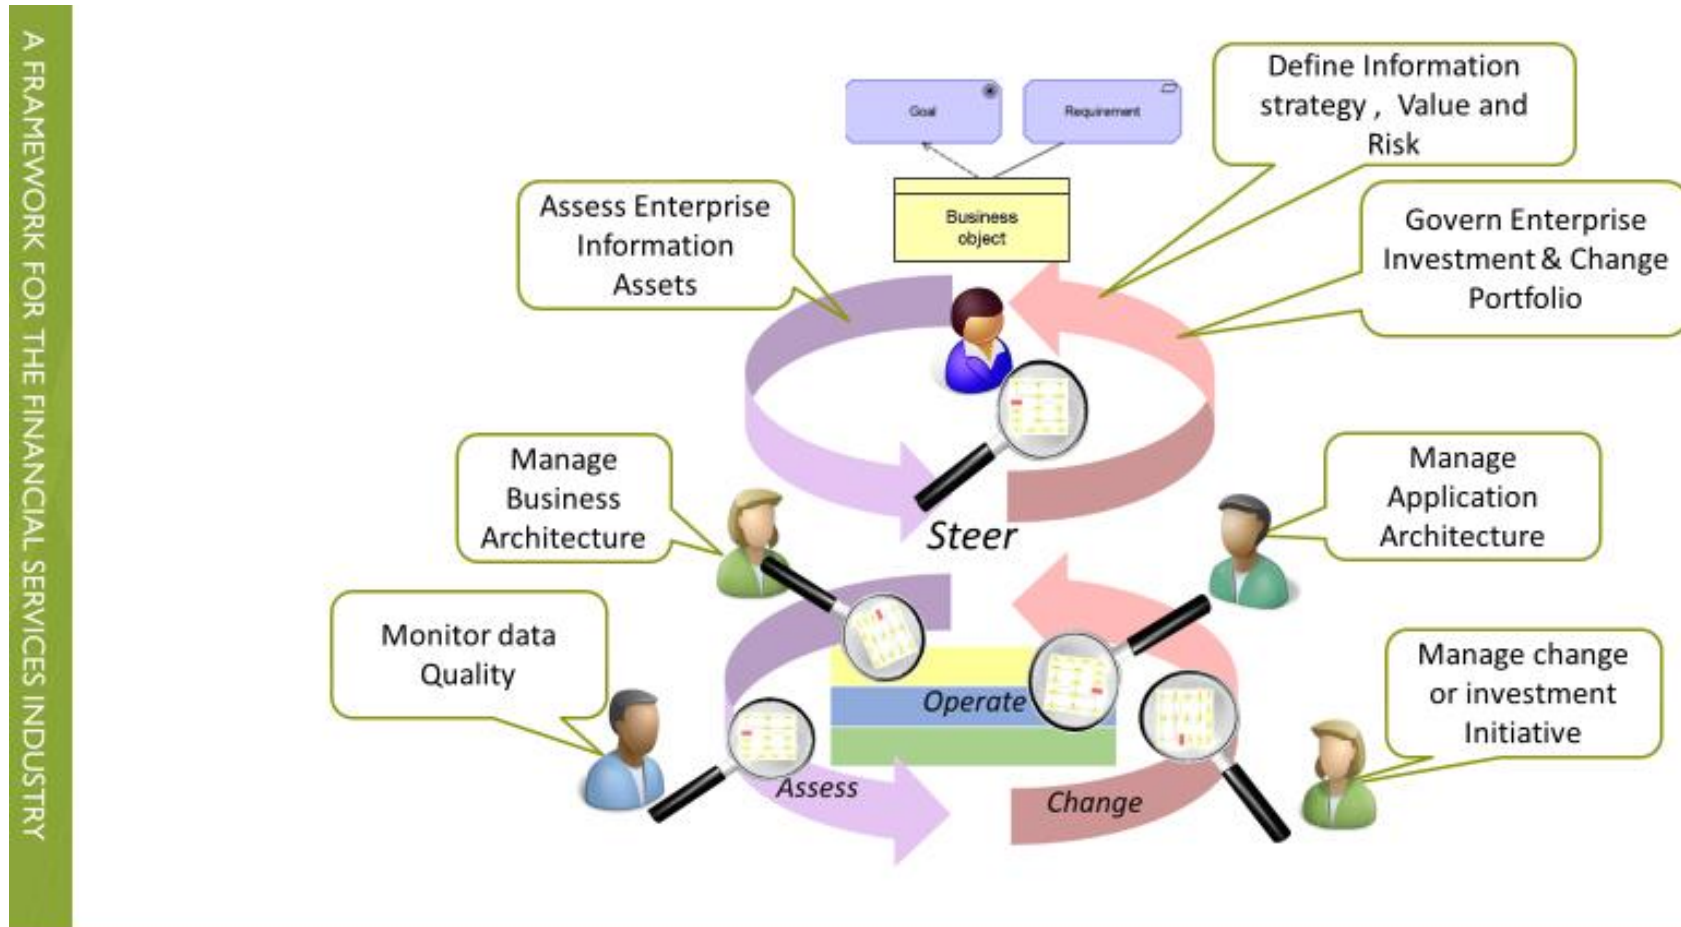 A FRAMEWORK FOR THE FINANCIAL SERVICES INDUSTRY
Goal
Requirement
Business
object
Define Information
strategy , Value and
Risk
Assess Enterprise
Information
Assets
Govern Enterprise
Investment & Change
Portfolio
Manage
Business
Architecture
Steer
Manage
Application
Architecture
Monitor data
Quality
Operate
Manage change
or investment
Initiative
Assess
Change